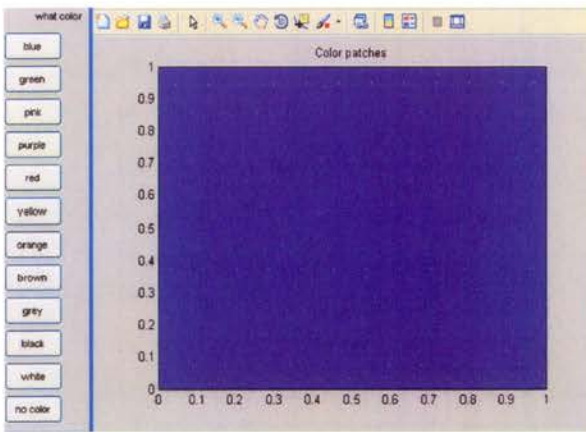 what color
blue
green
pink
purple
red
yellow
orange
brown
grey
black
white
no color
Color patches
1
0.9
0.8
0.7
0.6
0.5
0.4
0.3
0.2
0.1
0
0 0.1 0.2 0.3 0.4 0.5 0.6 0.7 0.8 0.9 1